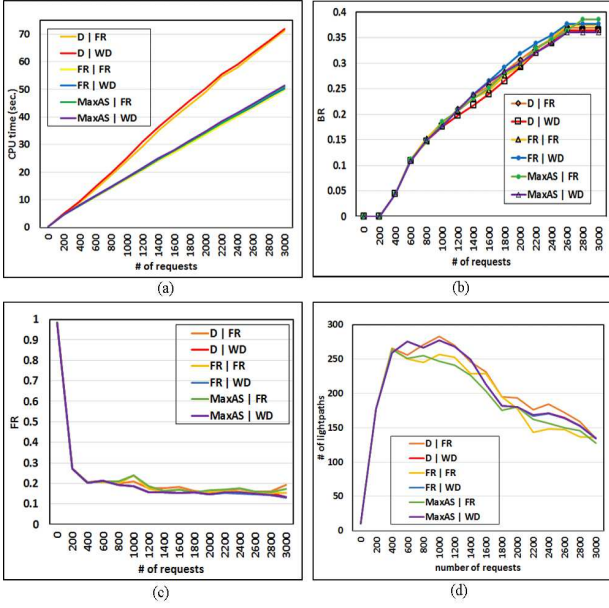 70
60
50
40
30
20
10
0
CPU time (sec.)
D | FR
D | WD
FR | FR
FR | WD
MaxAS | FR
MaxAS | WD
0 200 400 600 800 1000 1200 1400 1600 1800 2000 2200 2400 2600 2800 3000
# of requests
(a)
0.4
0.35
0.3
0.25
0.2
0.15
0.1
0.05
0
BR
D | FR
D | WD
FR | FR
FR | WD
MaxAS | FR
MaxAS | WD
0 200 400 600 800 1000 1200 1400 1600 1800 2000 2200 2400 2600 2800 3000
# of requests
(b)
1
0.9
0.8
0.7
0.6
0.5
0.4
0.3
0.2
0.1
0
FR
D | FR
D | WD
FR | FR
FR | WD
MaxAS | FR
MaxAS | WD
0 200 400 600 800 1000 1200 1400 1600 1800 2000 2200 2400 2600 2800 3000
# of requests
(c)
300
250
200
150
100
50
0
# of lightpaths
D | FR
D | WD
FR | FR
FR | WD
MaxAS | FR
MaxAS | WD
0 200 400 600 800 1000 1200 1400 1600 1800 2000 2200 2400 2600 2800 3000
number of requests
(d)